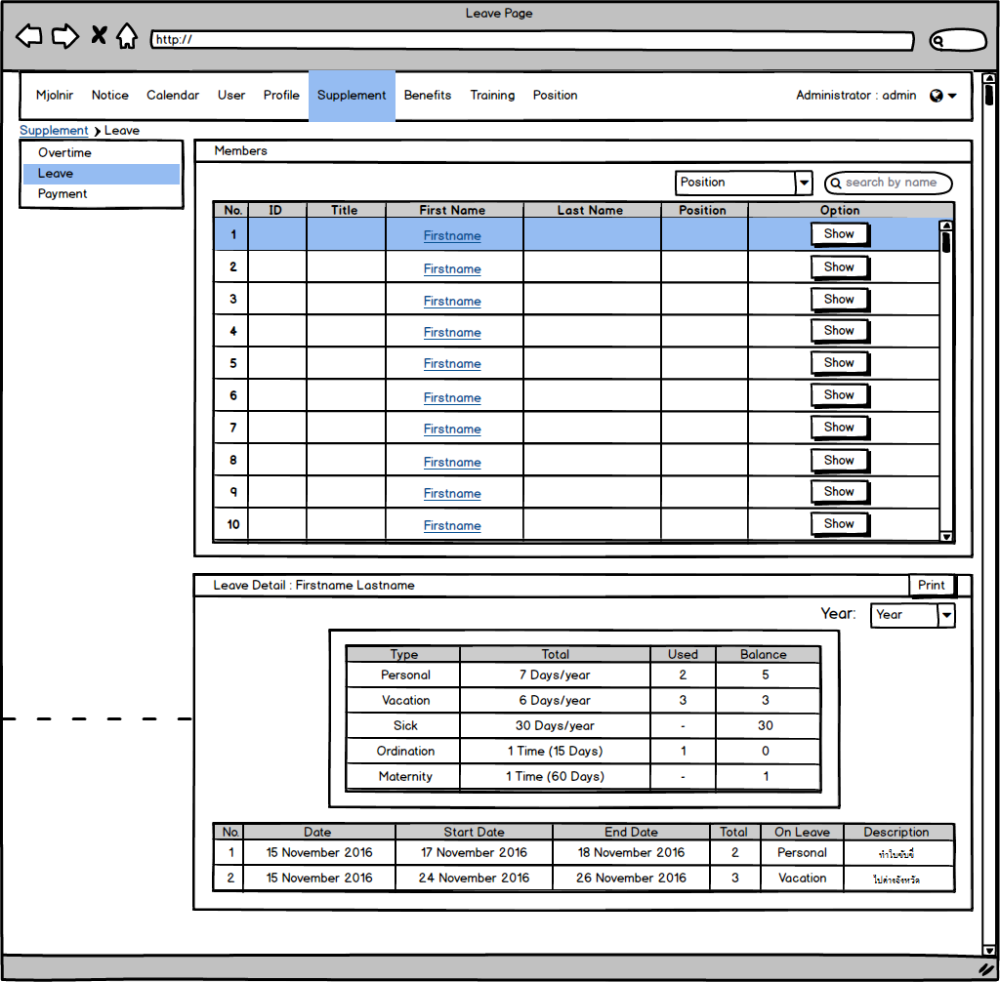 Leave Page
http://
Mjolnir Notice Calendar User Profile Supplement Benefits Training Position Administrator : admin
Supplement Leave
Overtime
Leave
Payment
Members
Position search by name
No. ID Title First Name Last Name Position Option
1 Firstname Show
2 Firstname Show
3 Firstname Show
4 Firstname Show
5 Firstname Show
6 Firstname Show
7 Firstname Show
8 Firstname Show
9 Firstname Show
10 Firstname Show
Leave Detail : Firstname Lastname Print
Year: Year
Type Total Used Balance
Personal 7 Days/year 2 5
Vacation 6 Days/year 3 3
Sick 30 Days/year - 30
Ordination 1 Time (15 Days) 1 0
Maternity 1 Time (60 Days) - 1
No. Date Start Date End Date Total On Leave Description
1 15 November 2016 17 November 2016 18 November 2016 2 Personal ทำใบขับขี่
2 15 November 2016 24 November 2016 26 November 2016 3 Vacation ไปต่างจังหวัด